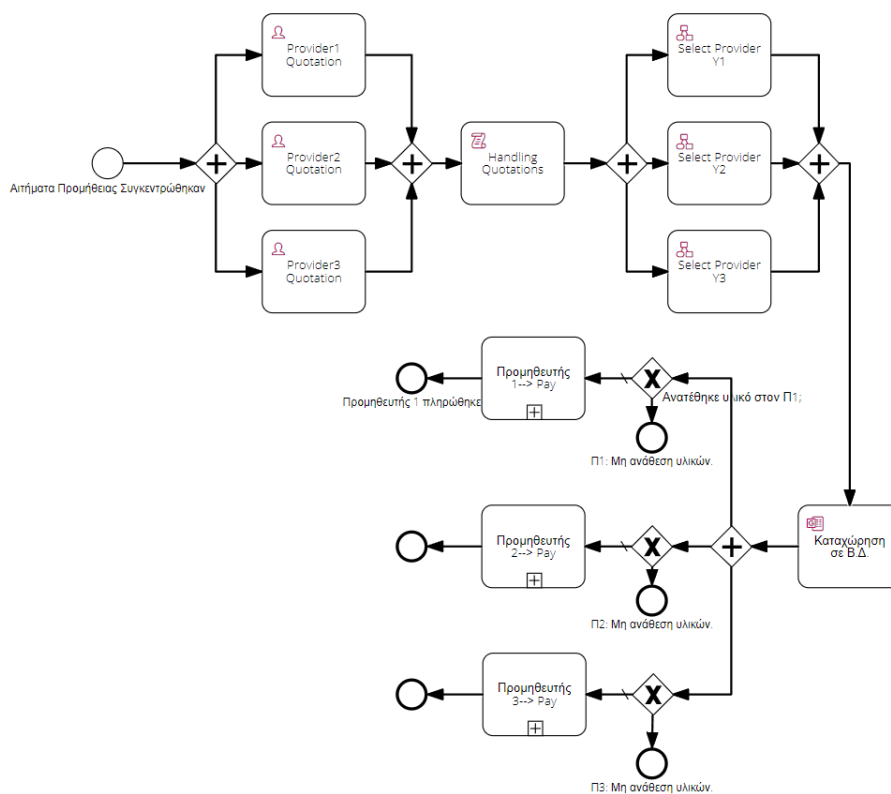 Provider1
Quotation
Select Provider
Y1
Αιτήματα Προμήθειας Συγκεντρώθηκαν
Provider2
Quotation
Handling
Quotations
Select Provider
Y2
Provider3
Quotation
Select Provider
Y3
Προμηθευτής
1--> Pay
Προμηθευτής 1 πληρώθηκε
Ανατέθηκε υλικό στον Π1;
Π1: Μη ανάθεση υλικών.
Προμηθευτής
2--> Pay
Καταχώρηση
σε Β.Δ.
Π2: Μη ανάθεση υλικών.
Προμηθευτής
3--> Pay
Π3: Μη ανάθεση υλικών.